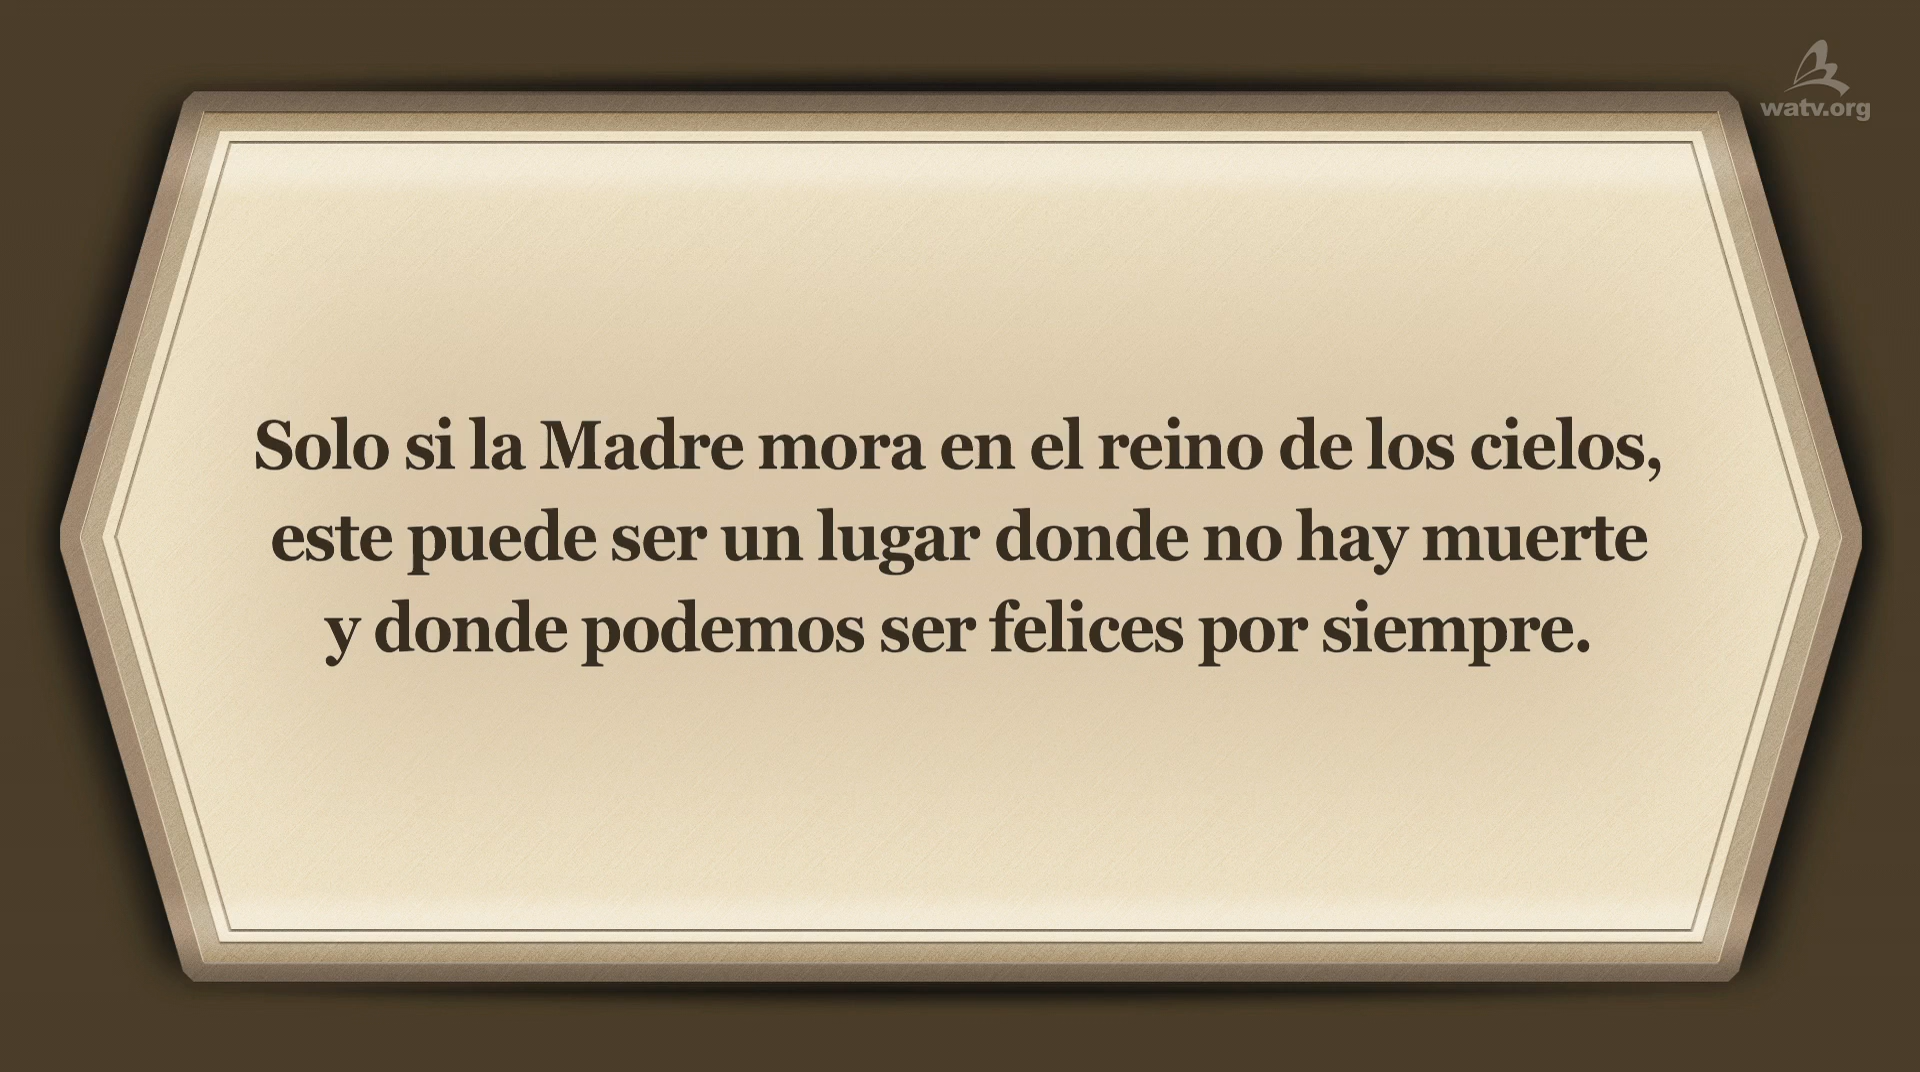 watv.org
Solo si la Madre mora en el reino de los cielos,
este puede ser un lugar donde no hay muerte
y donde podemos ser felices por siempre.